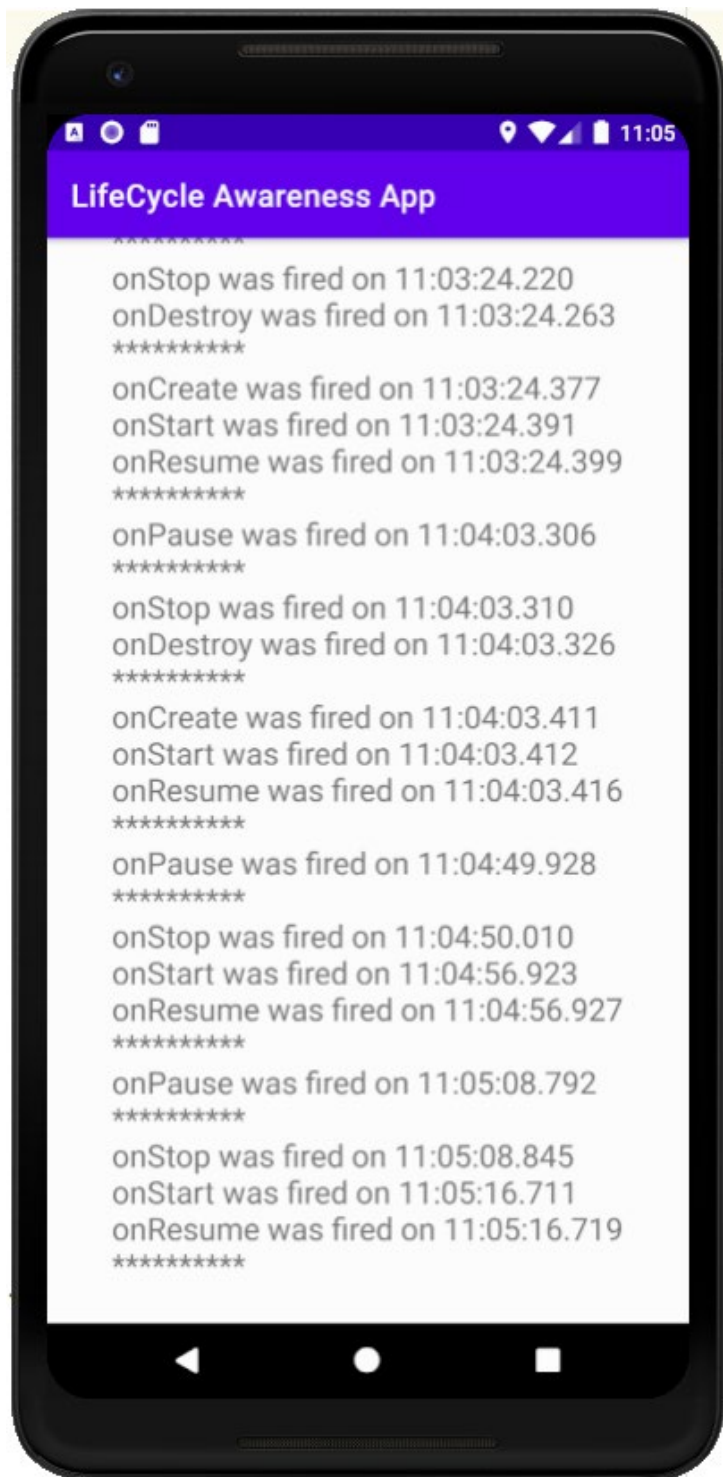 11:05
LifeCycle Awareness App
**********
onStop was fired on 11:03:24.220
onDestroy was fired on 11:03:24.263
**********
onCreate was fired on 11:03:24.377
onStart was fired on 11:03:24.391
onResume was fired on 11:03:24.399
**********
onPause was fired on 11:04:03.306
**********
onStop was fired on 11:04:03.310
onDestroy was fired on 11:04:03.326
**********
onCreate was fired on 11:04:03.411
onStart was fired on 11:04:03.412
onResume was fired on 11:04:03.416
**********
onPause was fired on 11:04:49.928
**********
onStop was fired on 11:04:50.010
onStart was fired on 11:04:56.923
onResume was fired on 11:04:56.927
**********
onPause was fired on 11:05:08.792
**********
onStop was fired on 11:05:08.845
onStart was fired on 11:05:16.711
onResume was fired on 11:05:16.719
**********